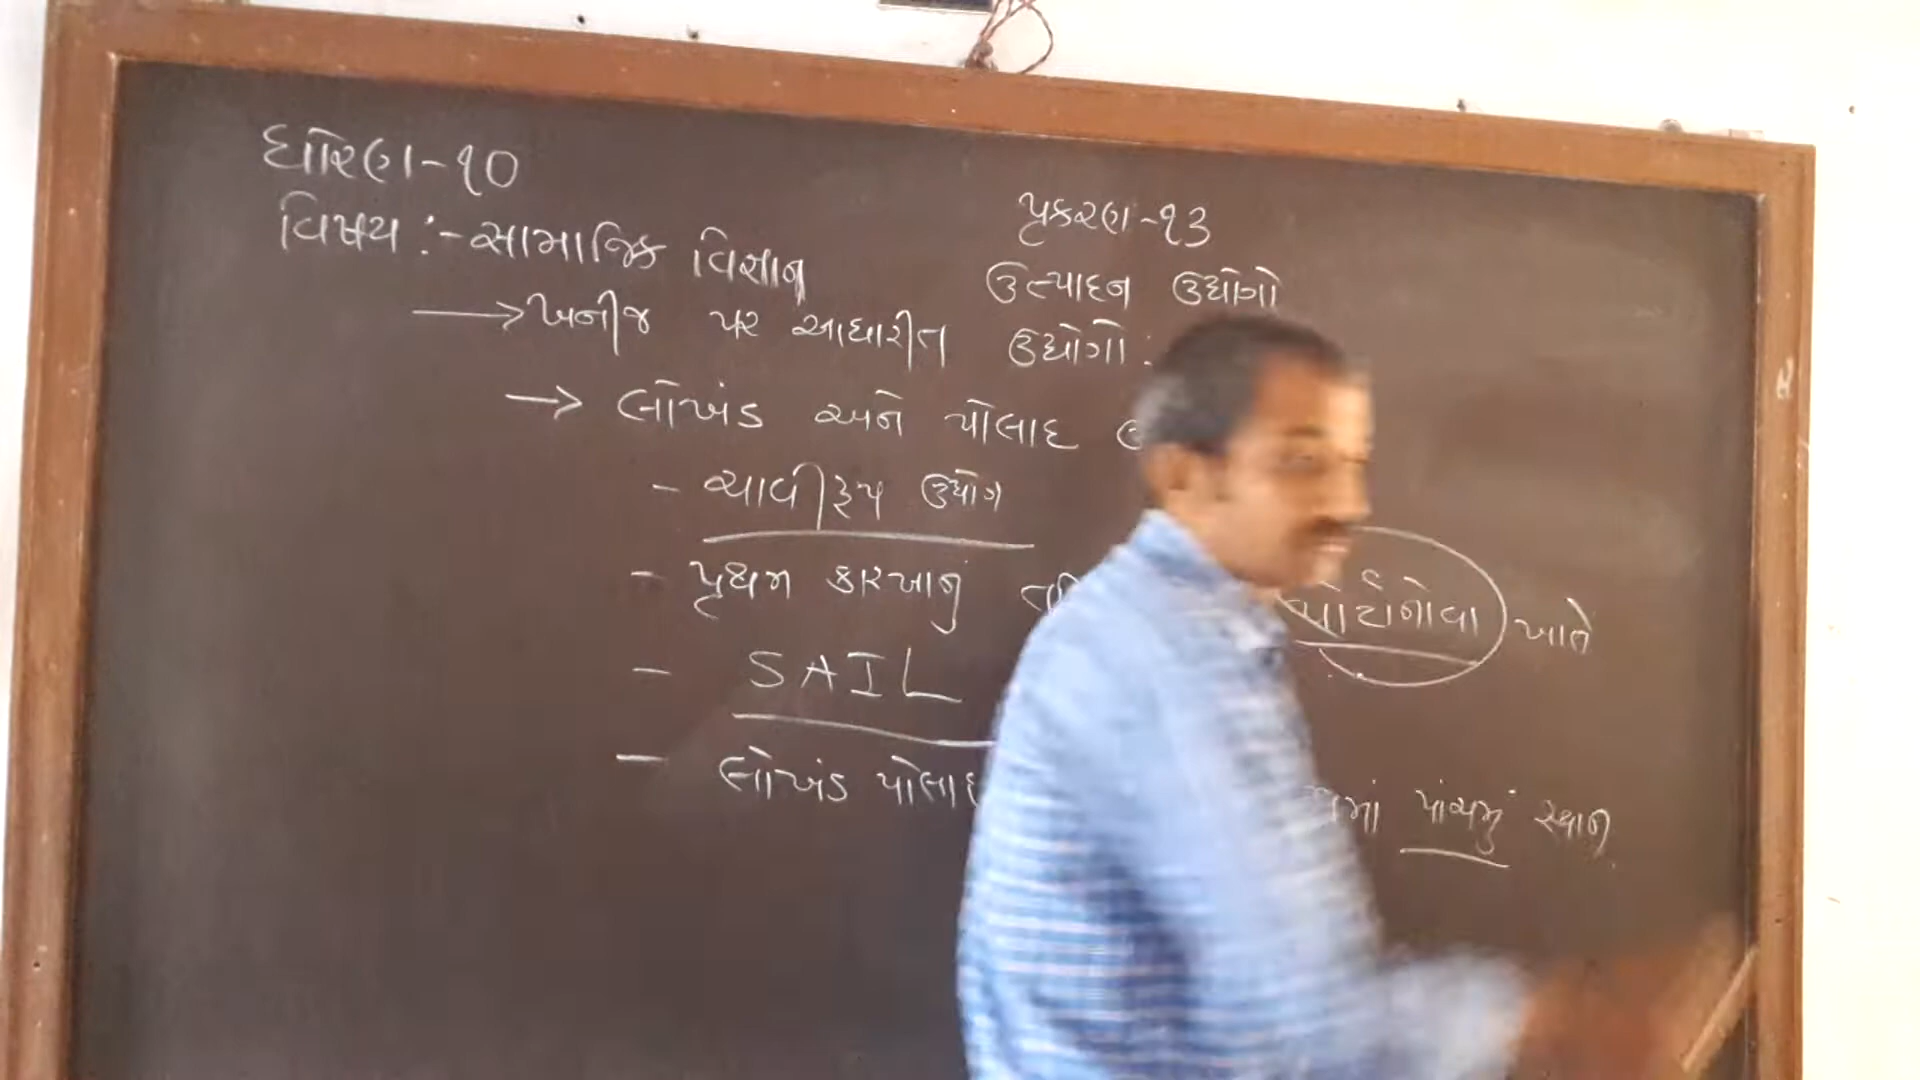 ધોરણ-૧૦
વિષય :- સામાજિક વિજ્ઞાન
પ્રકરણ-૧૩
ઉત્પાદન ઉદ્યોગો
→ ખનીજ પર આધારીત ઉદ્યોગો :
→ લોખંડ અને પોલાદ ઉ
- ચાવીરૂપ ઉદ્યોગ
- પ્રથમ કારખાનું પોર્ટોનોવા ખાતે
- SAIL
- લોખંડ પોલાદ માં પાંચમું સ્થાન